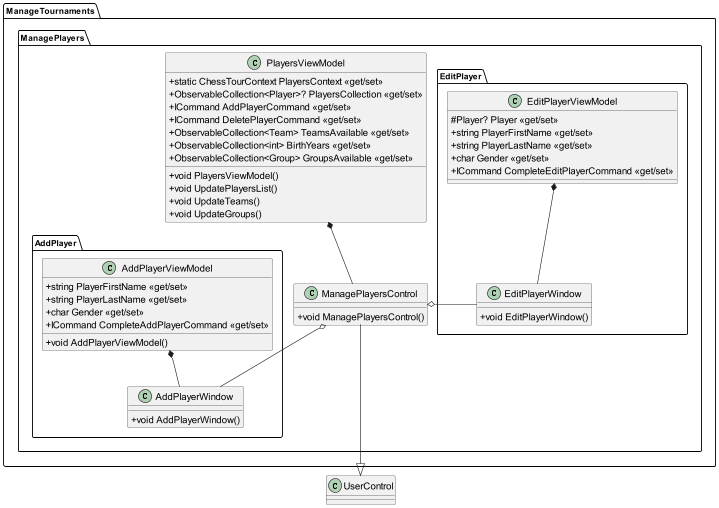 ManageTournaments
ManagePlayers
C PlayersViewModel
+static ChessTourContext PlayersContext «get/set»
+ObservableCollection<Player>? PlayersCollection «get/set»
+ICommand AddPlayerCommand «get/set»
+ICommand DeletePlayerCommand «get/set»
+ObservableCollection<Team> TeamsAvailable «get/set»
+ObservableCollection<int> BirthYears «get/set»
+ObservableCollection<Group> GroupsAvailable «get/set»
+void PlayersViewModel()
+void UpdatePlayersList()
+void UpdateTeams()
+void UpdateGroups()
EditPlayer
C EditPlayerViewModel
#Player? Player «get/set»
+string PlayerFirstName «get/set»
+string PlayerLastName «get/set»
+char Gender «get/set»
+ICommand CompleteEditPlayerCommand «get/set»
AddPlayer
C AddPlayerViewModel
+string PlayerFirstName «get/set»
+string PlayerLastName «get/set»
+char Gender «get/set»
+ICommand CompleteAddPlayerCommand «get/set»
+void AddPlayerViewModel()
C ManagePlayersControl
+void ManagePlayersControl()
C EditPlayerWindow
+void EditPlayerWindow()
C AddPlayerWindow
+void AddPlayerWindow()
C UserControl